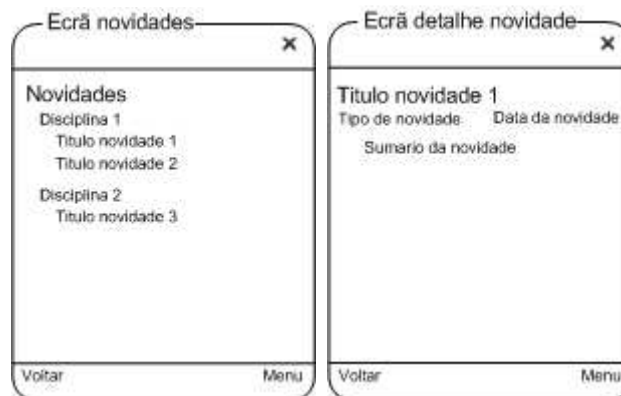 Ecrã novidades
×
Novidades
Disciplina 1
Titulo novidade 1
Titulo novidade 2
Disciplina 2
Titulo novidade 3
Voltar Menu
Ecrã detalhe novidade
×
Titulo novidade 1
Tipo de novidade Data da novidade
Sumario da novidade
Voltar Menu